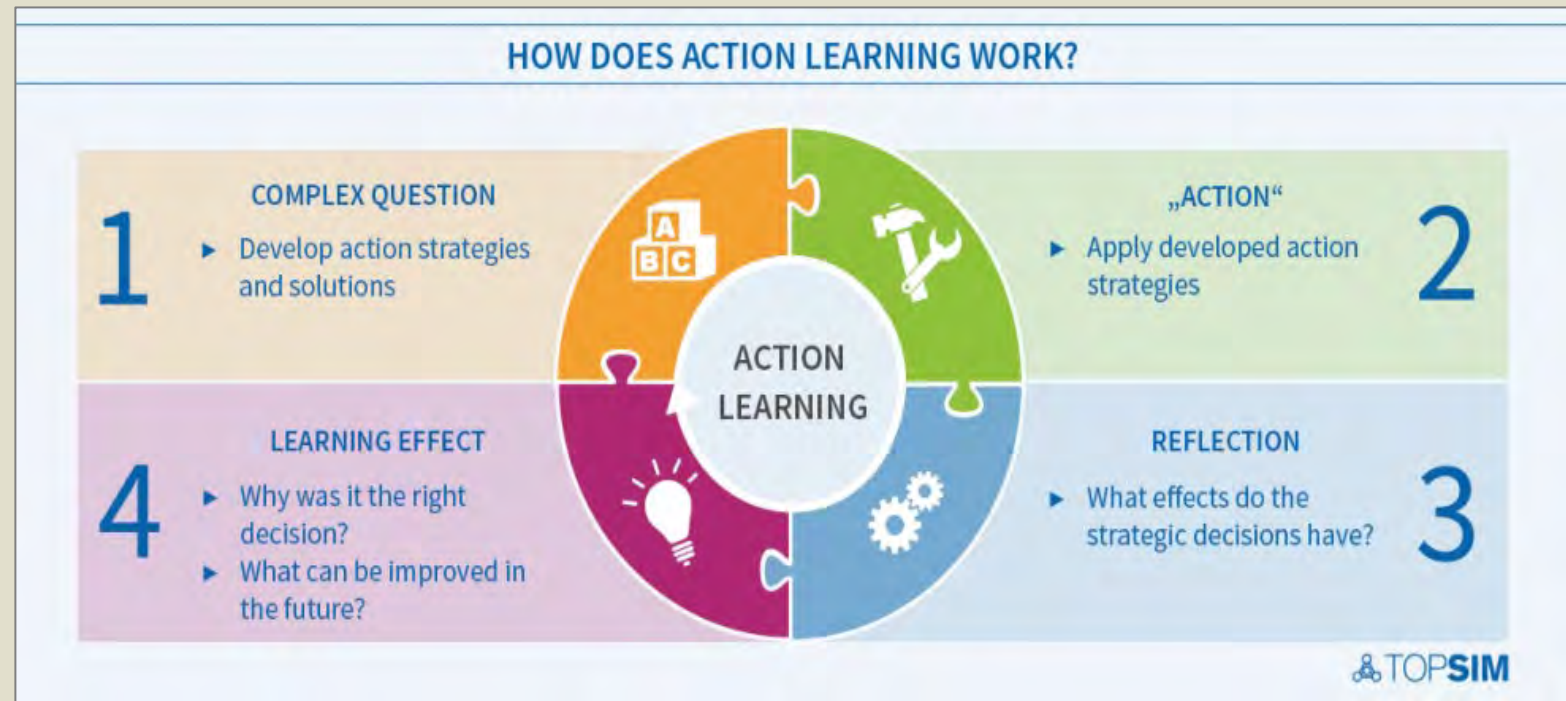 HOW DOES ACTION LEARNING WORK?
1
COMPLEX QUESTION
► Develop action strategies
and solutions
A
B C
„ACTION“
► Apply developed action
strategies
2
ACTION
LEARNING
REFLECTION
► What effects do the
strategic decisions have?
3
4
LEARNING EFFECT
► Why was it the right
decision?
► What can be improved in
the future?
TOPSIM